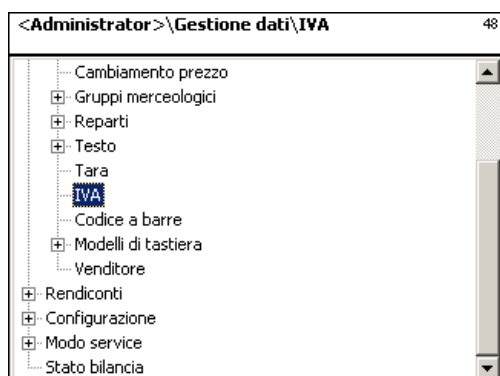 <Administrator>\Gestione dati\IVA 48
Cambiamento prezzo
Gruppi merceologici
Reparti
Testo
Tara
IVA
Codice a barre
Modelli di tastiera
Venditore
Rendiconti
Configurazione
Modo service
Stato bilancia